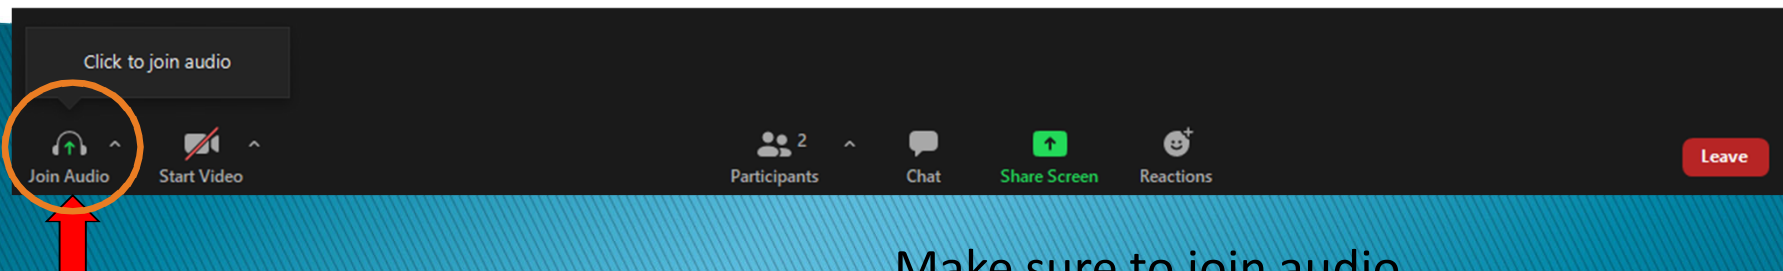 Click to join audio
Join Audio
Start Video
2
Participants
Chat
Share Screen
Reactions
Leave
Make sure to join audio